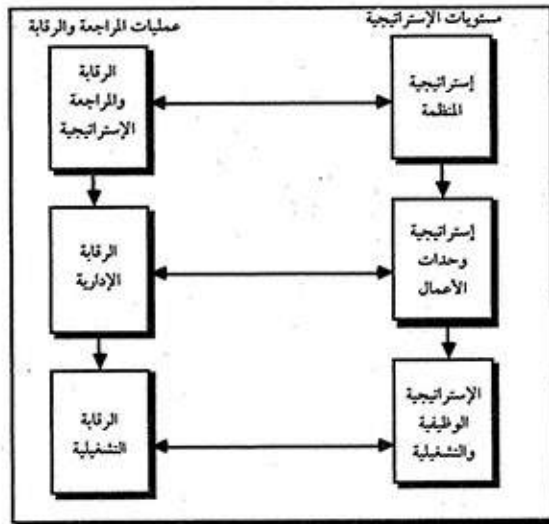 مستويات الإستراتيجية
إستراتيجية
المنظمة
إستراتيجية
وحدات
الأعمال
الإستراتيجية
الوظيفية
والتشغيلية
عمليات المراجعة والرقابة
الرقابة
والمراجعة
الإستراتيجية
الرقابة
الإدارية
الرقابة
التشغيلية